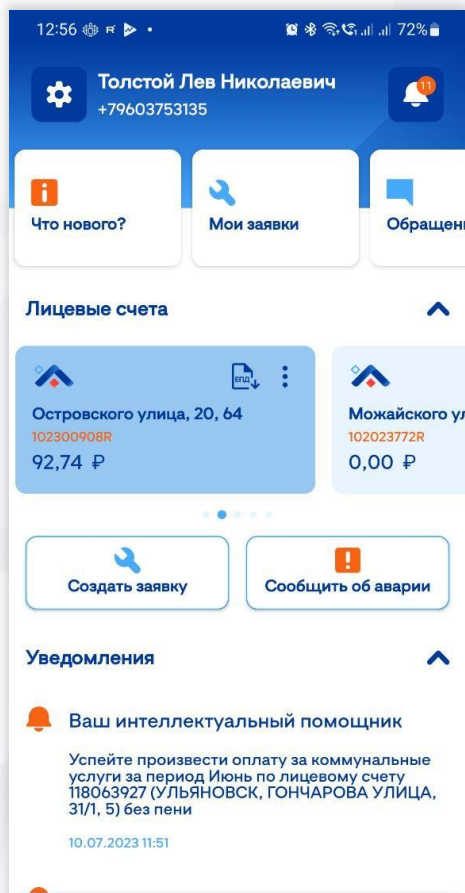 12:56
72%
Толстой Лев Николаевич
+79603753135
11
Что нового?
Мои заявки
Обращени
Лицевые счета
ЕПД
Островского улица, 20, 64
102300908R
92,74 ₽
Можайского ул
102023772R
0,00 ₽
Создать заявку
Сообщить об аварии
Уведомления
Ваш интеллектуальный помощник
Успейте произвести оплату за коммунальные
услуги за период Июнь по лицевому счету
118063927 (УЛЬЯНОВСК, ГОНЧАРОВА УЛИЦА,
31/1, 5) без пени
10.07.2023 11:51